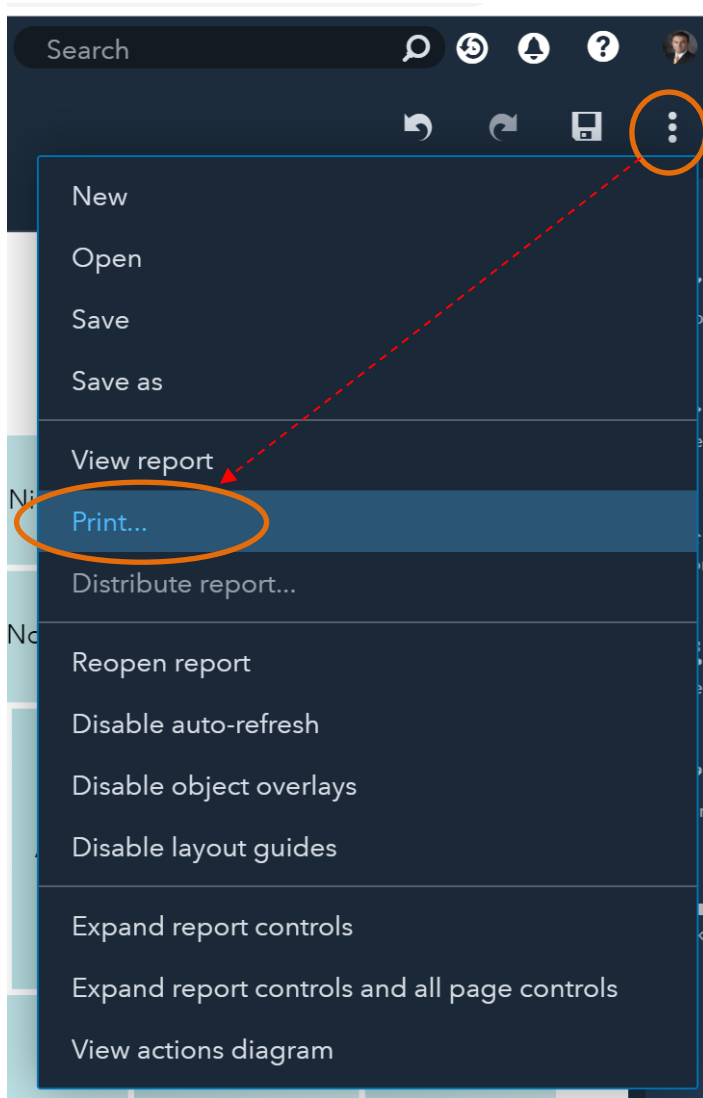 Search
New
Open
Save
Save as
View report
Print...
Distribute report...
Reopen report
Disable auto-refresh
Disable object overlays
Disable layout guides
Expand report controls
Expand report controls and all page controls
View actions diagram